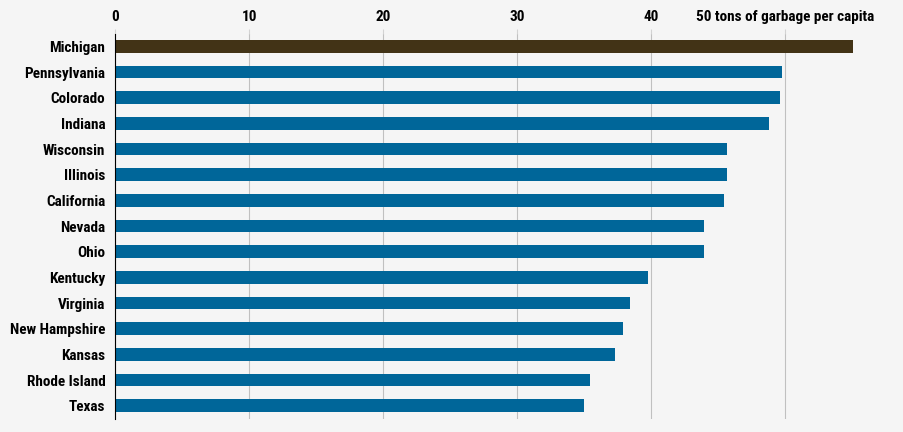 0 10 20 30 40 50 tons of garbage per capita
Michigan
Pennsylvania
Colorado
Indiana
Wisconsin
Illinois
California
Nevada
Ohio
Kentucky
Virginia
New Hampshire
Kansas
Rhode Island
Texas